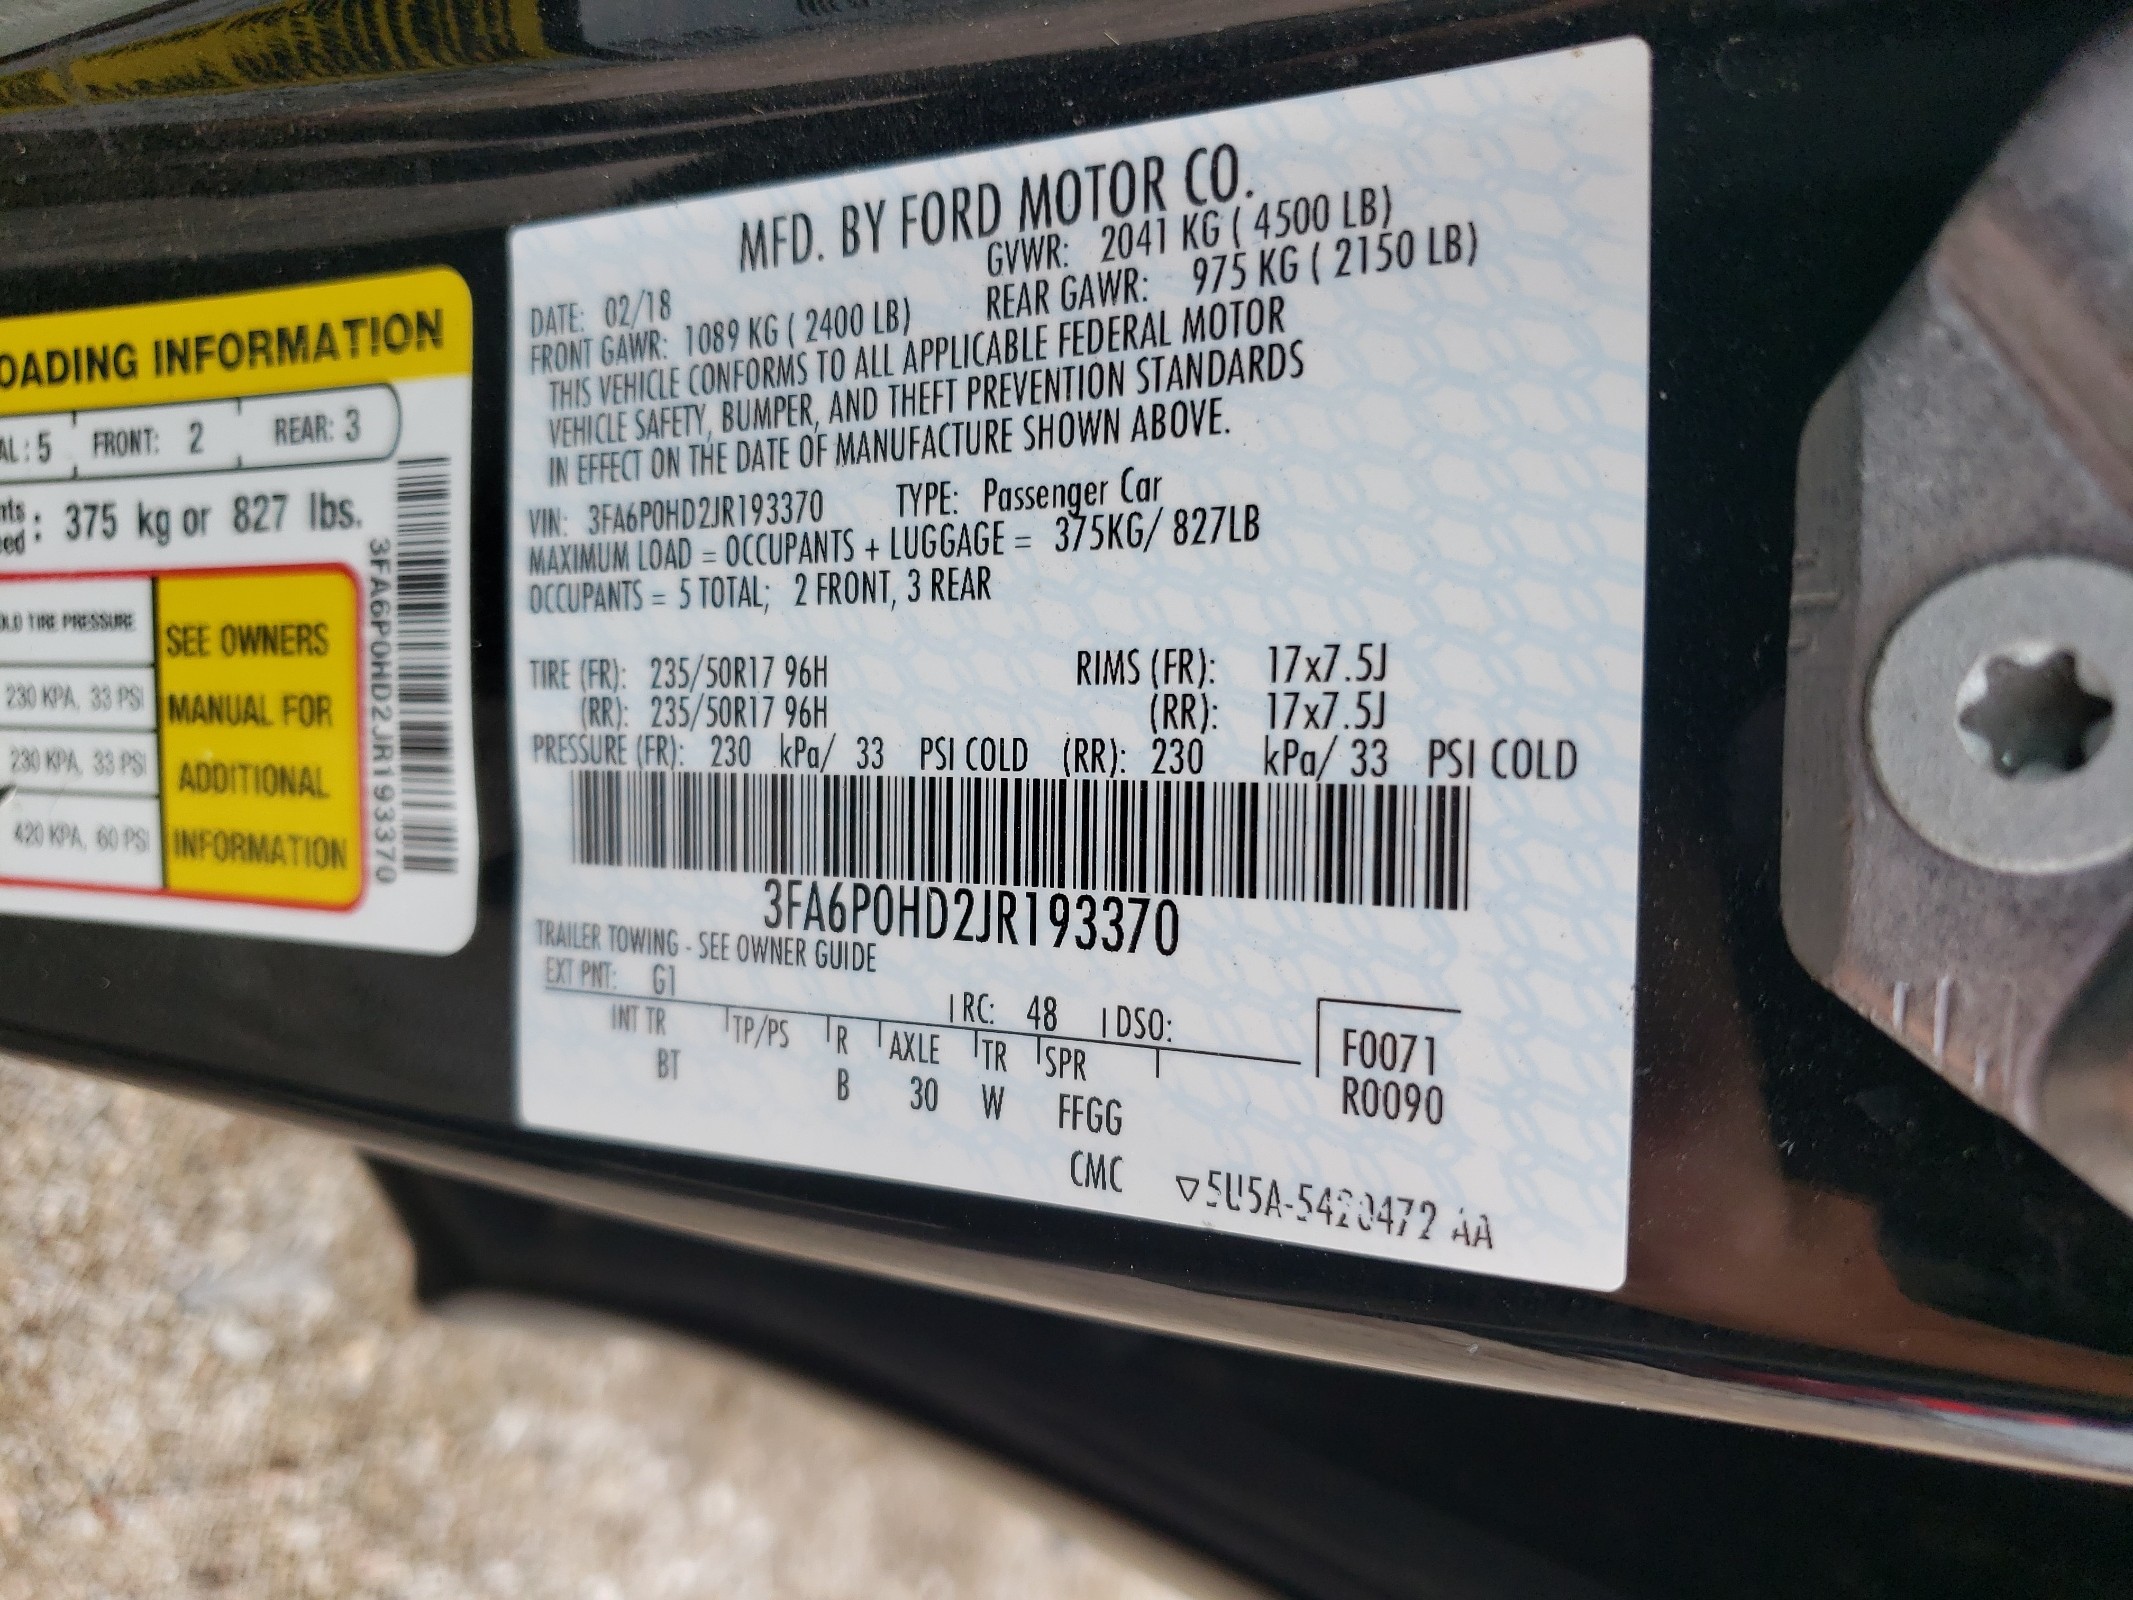 LOADING INFORMATION
: 5 FRONT: 2 REAR: 3
: 375 kg or 827 lbs.
TIRE PRESSURE
230 KPA, 33 PSI
230 KPA, 33 PSI
420 KPA, 60 PSI
SEE OWNERS
MANUAL FOR
ADDITIONAL
INFORMATION
3FA6P0HD2JR193370
MFD. BY FORD MOTOR CO.
DATE: 02/18 GVWR: 2041 KG ( 4500 LB)
FRONT GAWR: 1089 KG ( 2400 LB) REAR GAWR: 975 KG ( 2150 LB)
THIS VEHICLE CONFORMS TO ALL APPLICABLE FEDERAL MOTOR
VEHICLE SAFETY, BUMPER, AND THEFT PREVENTION STANDARDS
IN EFFECT ON THE DATE OF MANUFACTURE SHOWN ABOVE.
VIN: 3FA6P0HD2JR193370 TYPE: Passenger Car
MAXIMUM LOAD = OCCUPANTS + LUGGAGE = 375KG/ 827LB
OCCUPANTS = 5 TOTAL; 2 FRONT, 3 REAR
TIRE (FR): 235/50R17 96H RIMS (FR): 17x7.5J
(RR): 235/50R17 96H (RR): 17x7.5J
PRESSURE (FR): 230 kPa/ 33 PSI COLD (RR): 230 kPa/ 33 PSI COLD
3FA6P0HD2JR193370
TRAILER TOWING - SEE OWNER GUIDE
EXT PNT: G1 RC: 48 DSO:
INT TR TP/PS R AXLE TR SPR
BT B 30 W FFGG
F0071
R0090
CMC
5U5A-5420472 AA